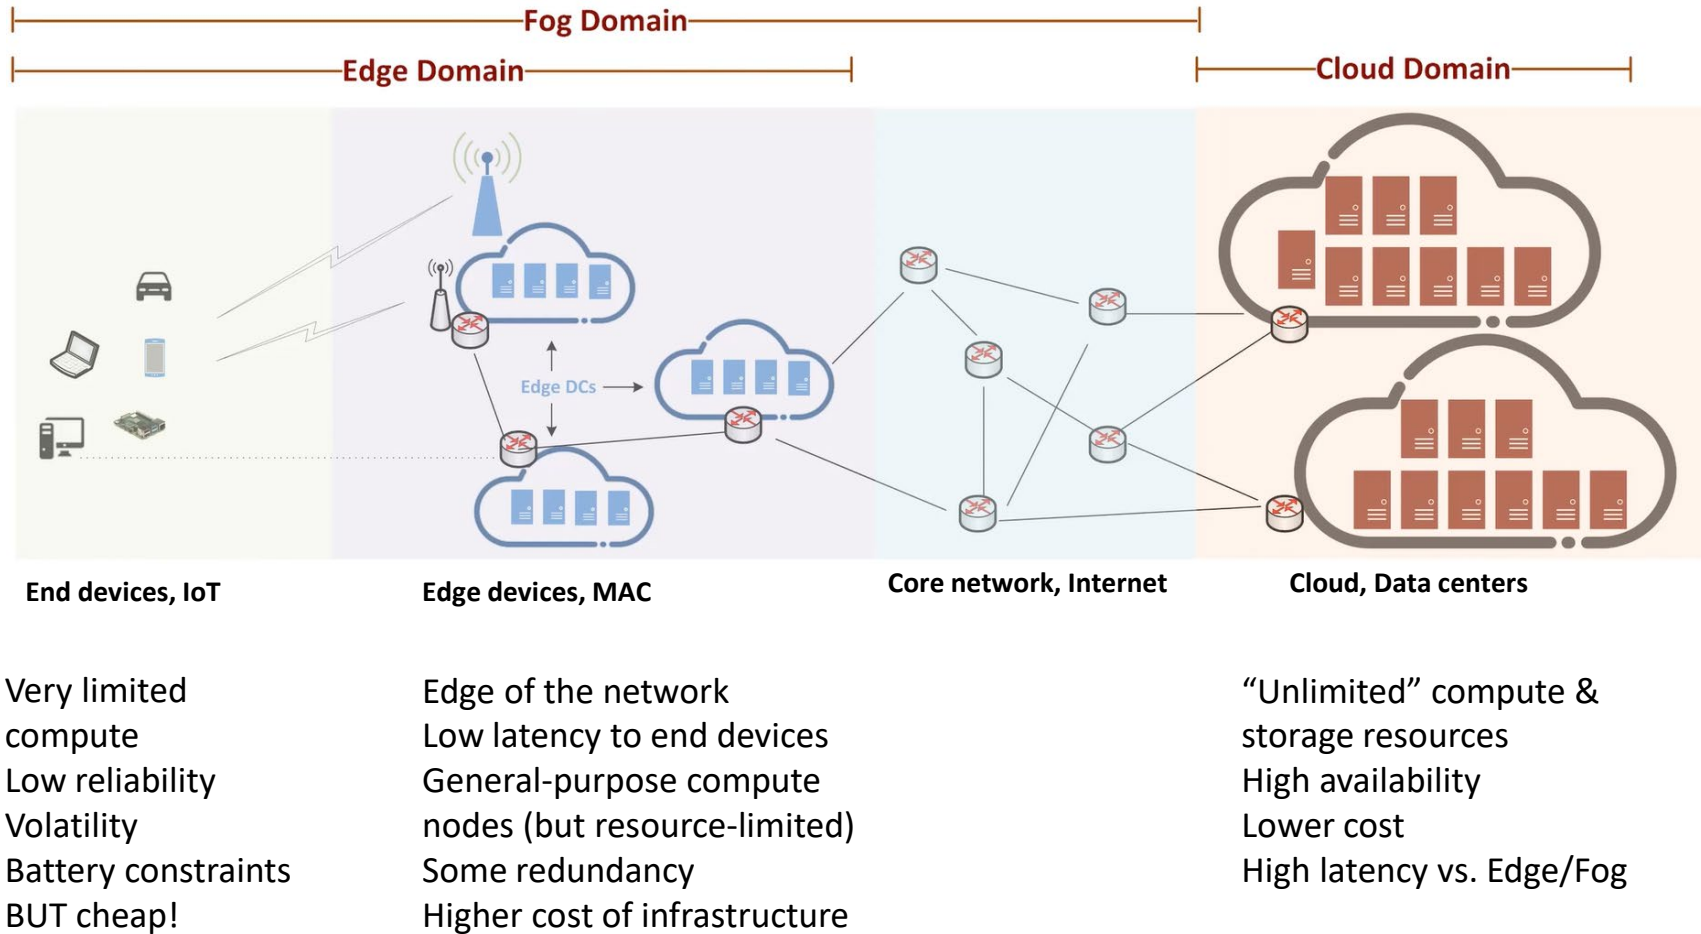 Fog Domain
Edge Domain
Cloud Domain
Edge DCs
End devices, IoT
Edge devices, MAC
Core network, Internet
Cloud, Data centers
Very limited
compute
Low reliability
Volatility
Battery constraints
BUT cheap!
Edge of the network
Low latency to end devices
General-purpose compute
nodes (but resource-limited)
Some redundancy
Higher cost of infrastructure
“Unlimited” compute &
storage resources
High availability
Lower cost
High latency vs. Edge/Fog